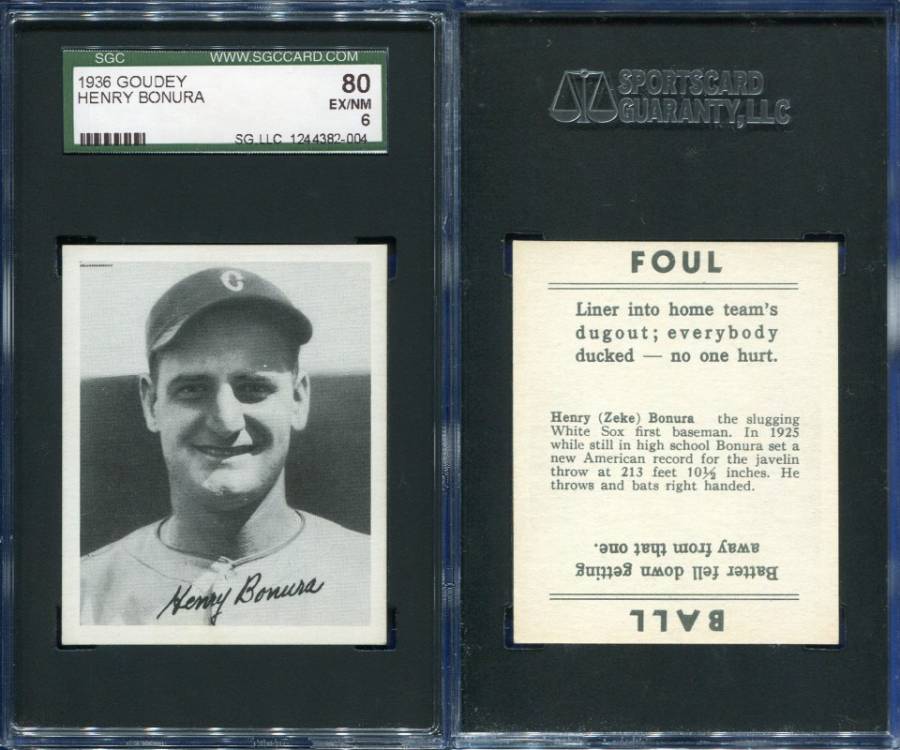 SGC WWW.SGCCARD.COM
1936 GOUDEY 80
HENRY BONURA EX/NM
6
SG LLC 1244382-004
C
Henry Bonura
SPORTSCARD
GUARANTY, LLC
FOUL
Liner into home team's
dugout; everybody
ducked — no one hurt.
Henry (Zeke) Bonura the slugging
White Sox first baseman. In 1925
while still in high school Bonura set a
new American record for the javelin
throw at 213 feet 10½ inches. He
throws and bats right handed.
Batter fell down getting
away from that one.
BALL